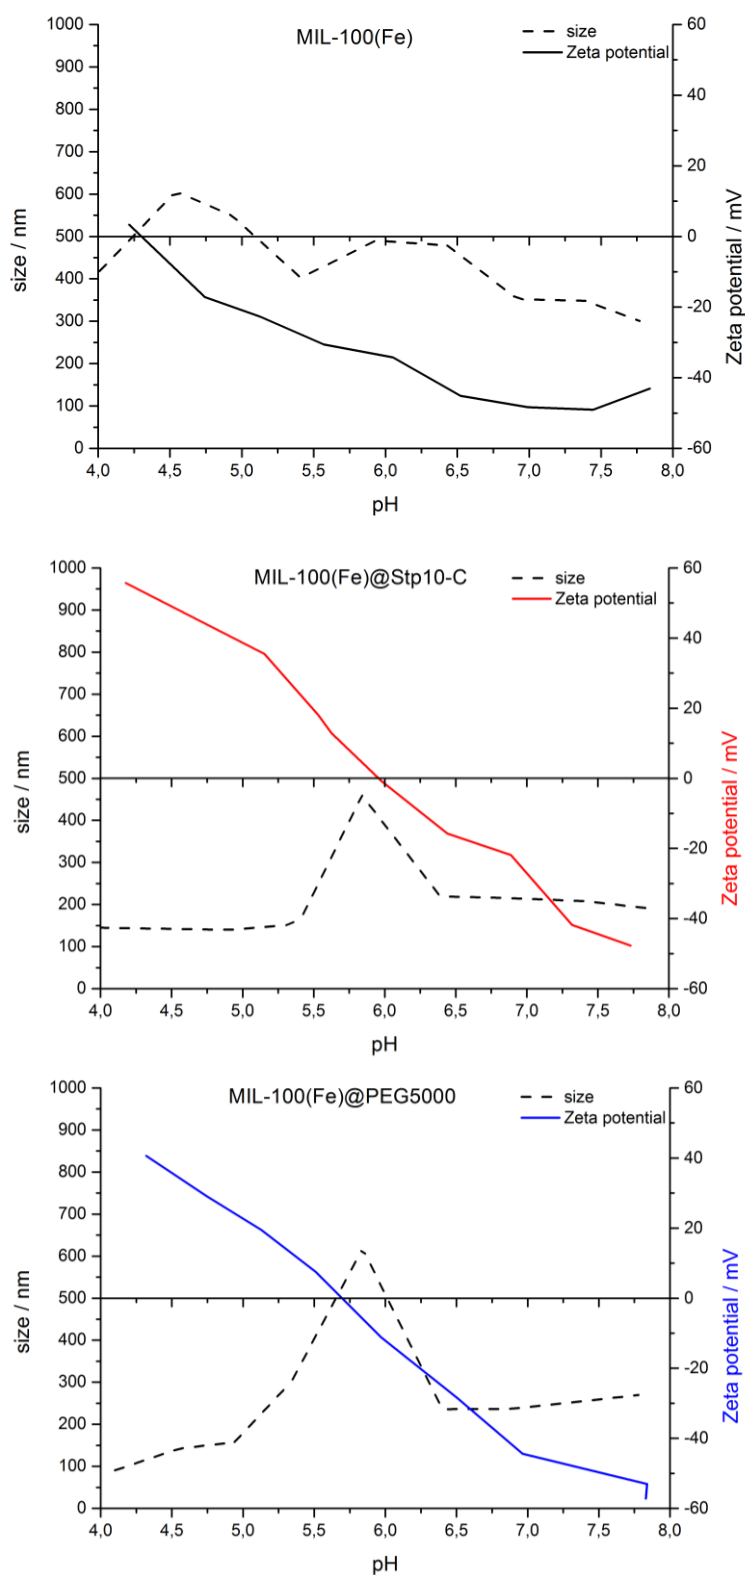 MIL-100(Fe)
size
Zeta potential
1000
900
800
700
600
500
400
300
200
100
0
size / nm
60
40
20
0
-20
-40
-60
Zeta potential / mV
4,0 4,5 5,0 5,5 6,0 6,5 7,0 7,5 8,0
pH
MIL-100(Fe)@Stp10-C
size
Zeta potential
1000
900
800
700
600
500
400
300
200
100
0
size / nm
60
40
20
0
-20
-40
-60
Zeta potential / mV
4,0 4,5 5,0 5,5 6,0 6,5 7,0 7,5 8,0
pH
MIL-100(Fe)@PEG5000
size
Zeta potential
1000
900
800
700
600
500
400
300
200
100
0
size / nm
60
40
20
0
-20
-40
-60
Zeta potential / mV
4,0 4,5 5,0 5,5 6,0 6,5 7,0 7,5 8,0
pH